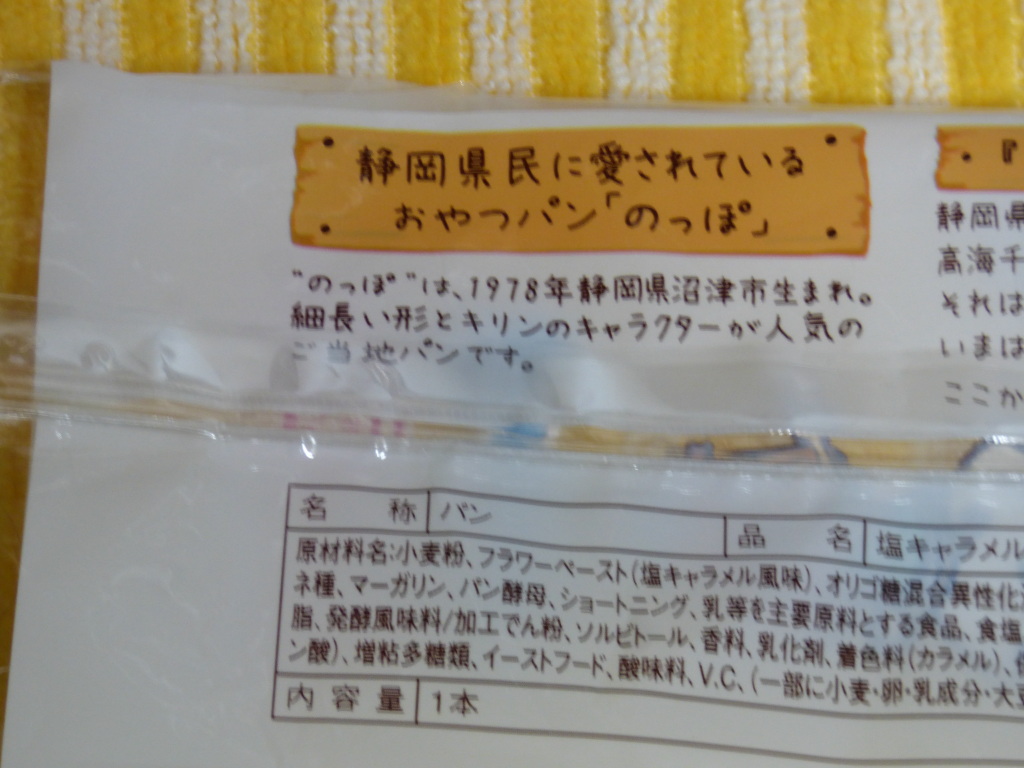 静岡県民に愛されている
おやつパン「のっぽ」
"のっぽ"は、1978年静岡県沼津市生まれ。
細長い形とキリンのキャラクターが人気の
ご当地パンです。
『
静岡県
高海千
それは
いまは
ここか
名称 パン 品名 塩キャラメル
原材料名:小麦粉、フラワーペースト(塩キャラメル風味)、オリゴ糖混合異性化
ネ種、マーガリン、パン酵母、ショートニング、乳等を主要原料とする食品、食塩
脂、発酵風味料/加工でん粉、ソルビトール、香料、乳化剤、着色料(カラメル)、
ン酸)、増粘多糖類、イーストフード、酸味料、V.C、(一部に小麦・卵・乳成分・大豆
内容量 1本